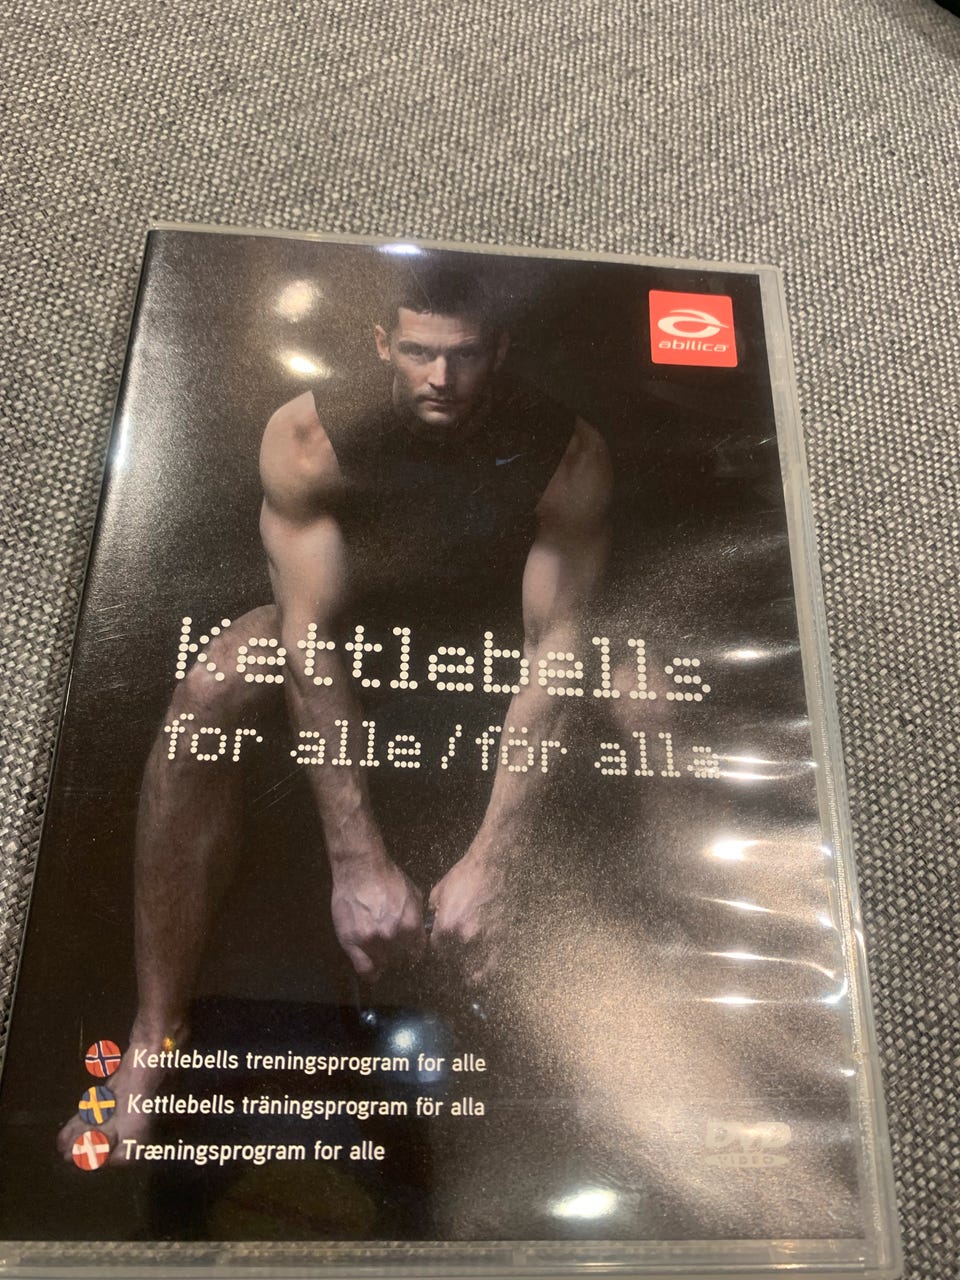 abilica
Kettlebells
for alle / för alla
Kettlebells treningsprogram for alle
Kettlebells träningsprogram för alla
Træningsprogram for alle
DVD
VIDEO